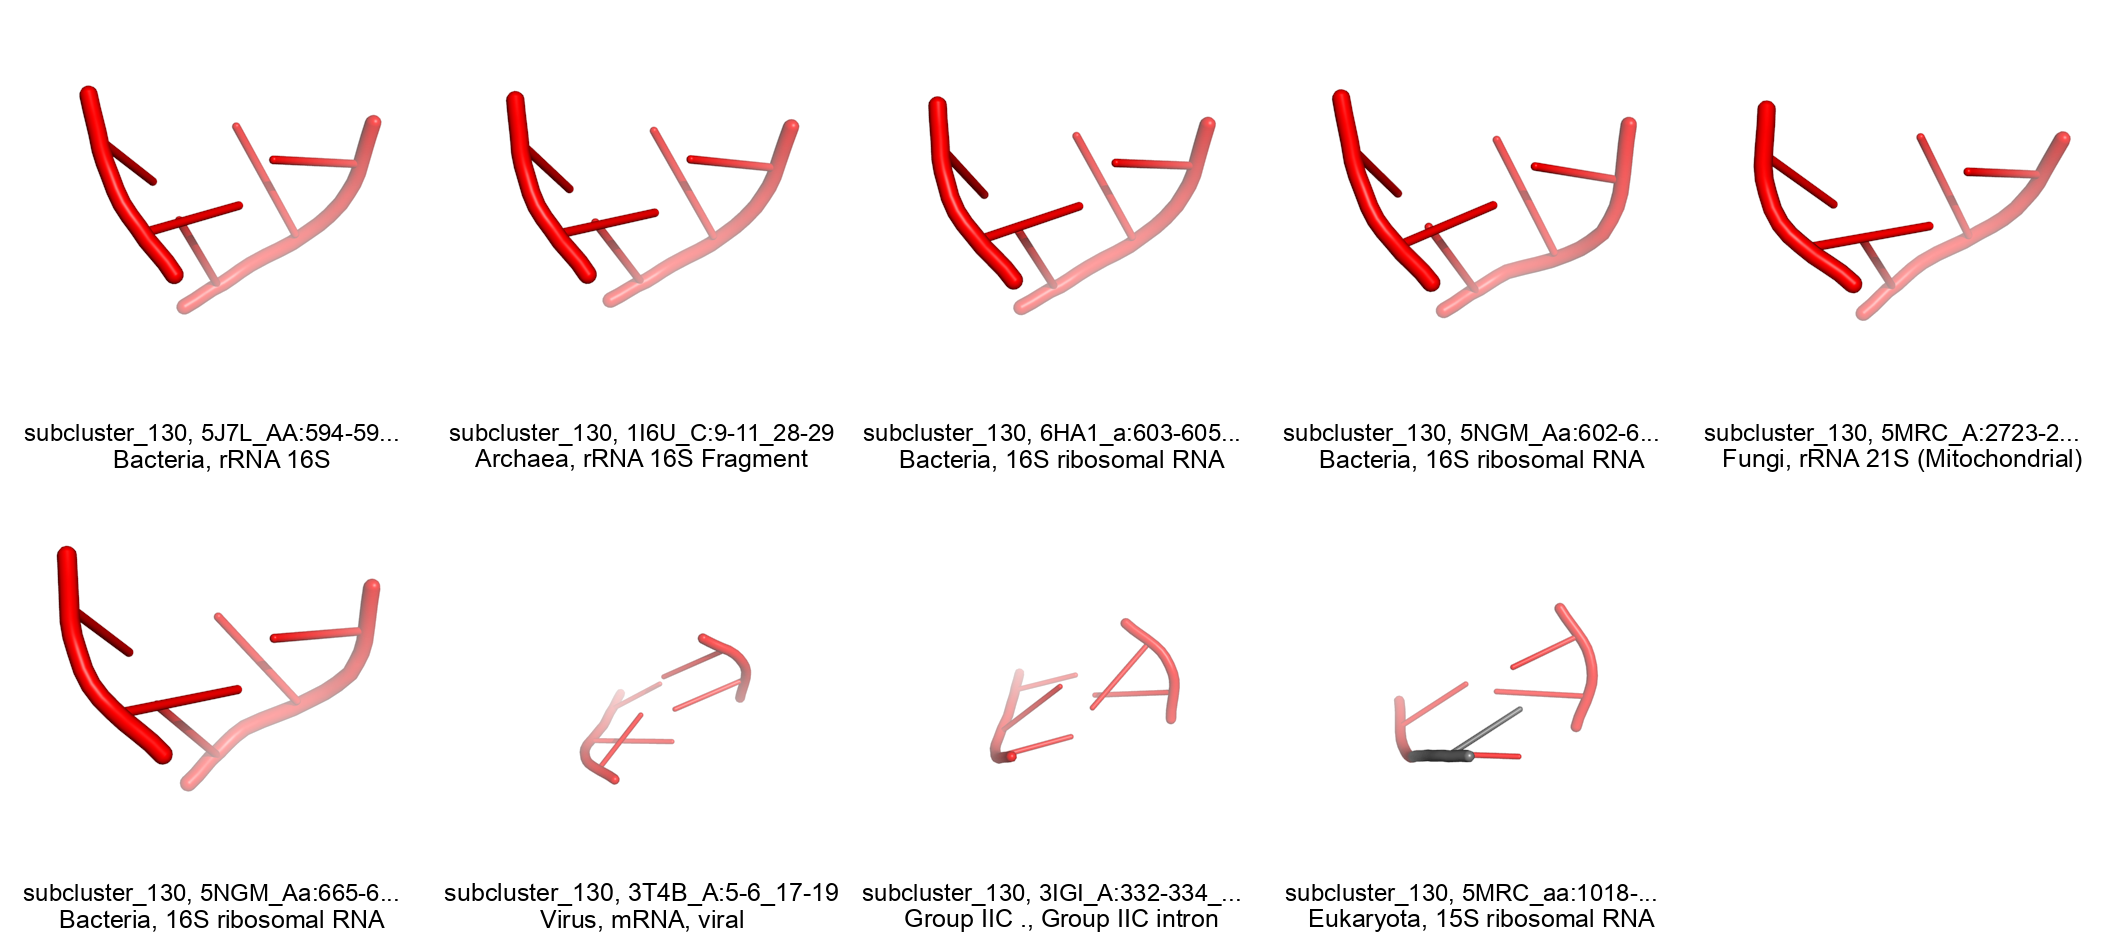 subcluster_130, 5J7L_AA:594-59...
Bacteria, rRNA 16S
subcluster_130, 1I6U_C:9-11_28-29
Archaea, rRNA 16S Fragment
subcluster_130, 6HA1_a:603-605...
Bacteria, 16S ribosomal RNA
subcluster_130, 5NGM_Aa:602-6...
Bacteria, 16S ribosomal RNA
subcluster_130, 5MRC_A:2723-2...
Fungi, rRNA 21S (Mitochondrial)
subcluster_130, 5NGM_Aa:665-6...
Bacteria, 16S ribosomal RNA
subcluster_130, 3T4B_A:5-6_17-19
Virus, mRNA, viral
subcluster_130, 3IGI_A:332-334_...
Group IIC ., Group IIC intron
subcluster_130, 5MRC_aa:1018-...
Eukaryota, 15S ribosomal RNA